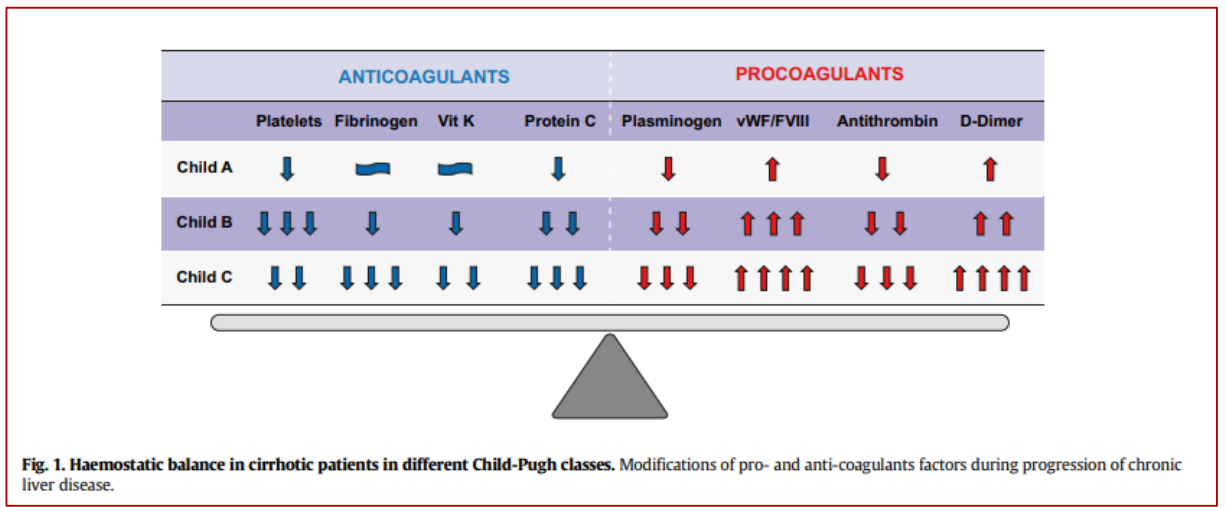 ANTICOAGULANTS PROCOAGULANTS
Platelets Fibrinogen Vit K Protein C Plasminogen vWF/FVIII Antithrombin D-Dimer
Child A
Child B
Child C
Fig. 1. Haemostatic balance in cirrhotic patients in different Child-Pugh classes. Modifications of pro- and anti-coagulants factors during progression of chronic
liver disease.